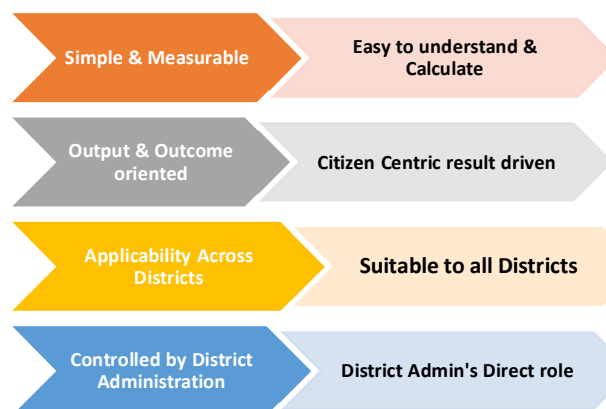 Simple & Measurable
Easy to understand &
Calculate
Output & Outcome
oriented
Citizen Centric result driven
Applicability Across
Districts
Suitable to all Districts
Controlled by District
Administration
District Admin's Direct role